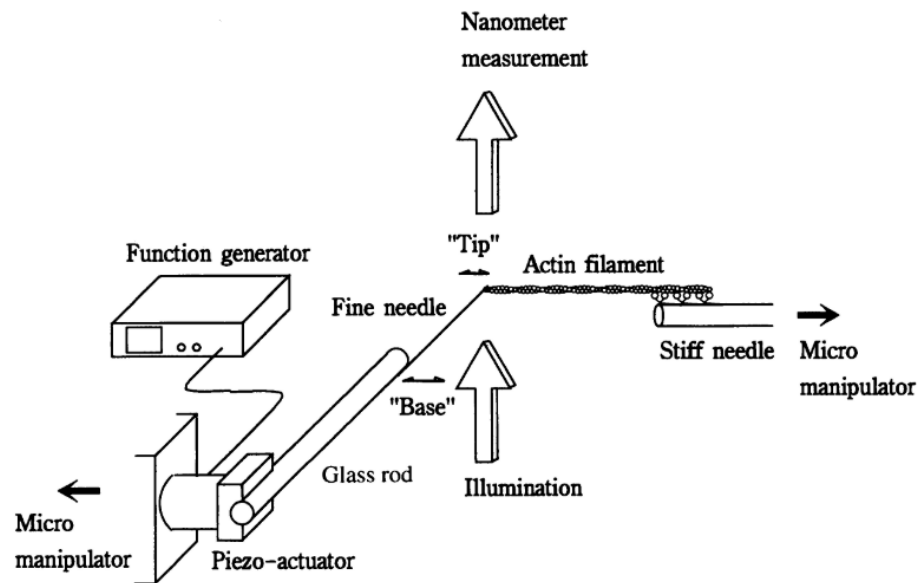 Nanometer
measurement
"Tip"
Function generator
Actin filament
Fine needle
Stiff needle
Micro
manipulator
"Base"
Glass rod
Illumination
Micro
manipulator
Piezo-actuator